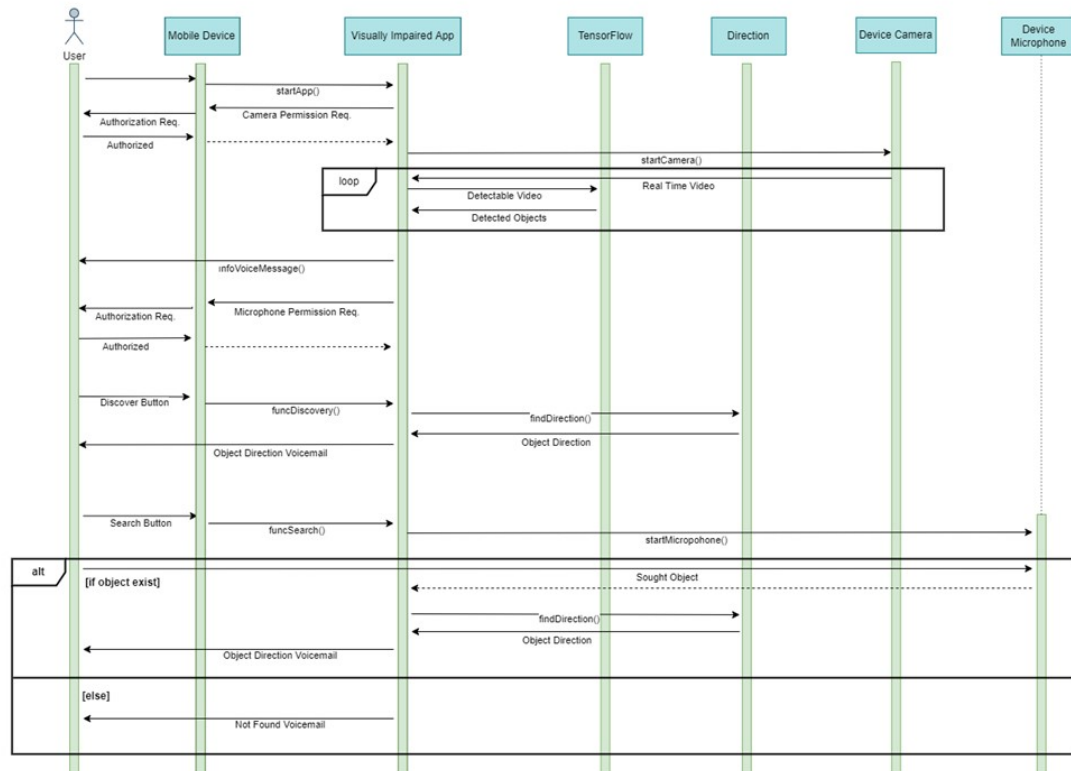 User
Mobile Device
Visually Impaired App
TensorFlow
Direction
Device Camera
Device
Microphone
startApp()
Camera Permission Req.
Authorization Req.
Authorized
startCamera()
loop
Real Time Video
Detectable Video
Detected Objects
infoVoiceMessage()
Microphone Permission Req.
Authorization Req.
Authorized
Discover Button
funcDiscovery()
findDirection()
Object Direction
Object Direction Voicemail
Search Button
funcSearch()
startMicropohone()
alt
[if object exist]
Sought Object
findDirection()
Object Direction
Object Direction Voicemail
[else]
Not Found Voicemail